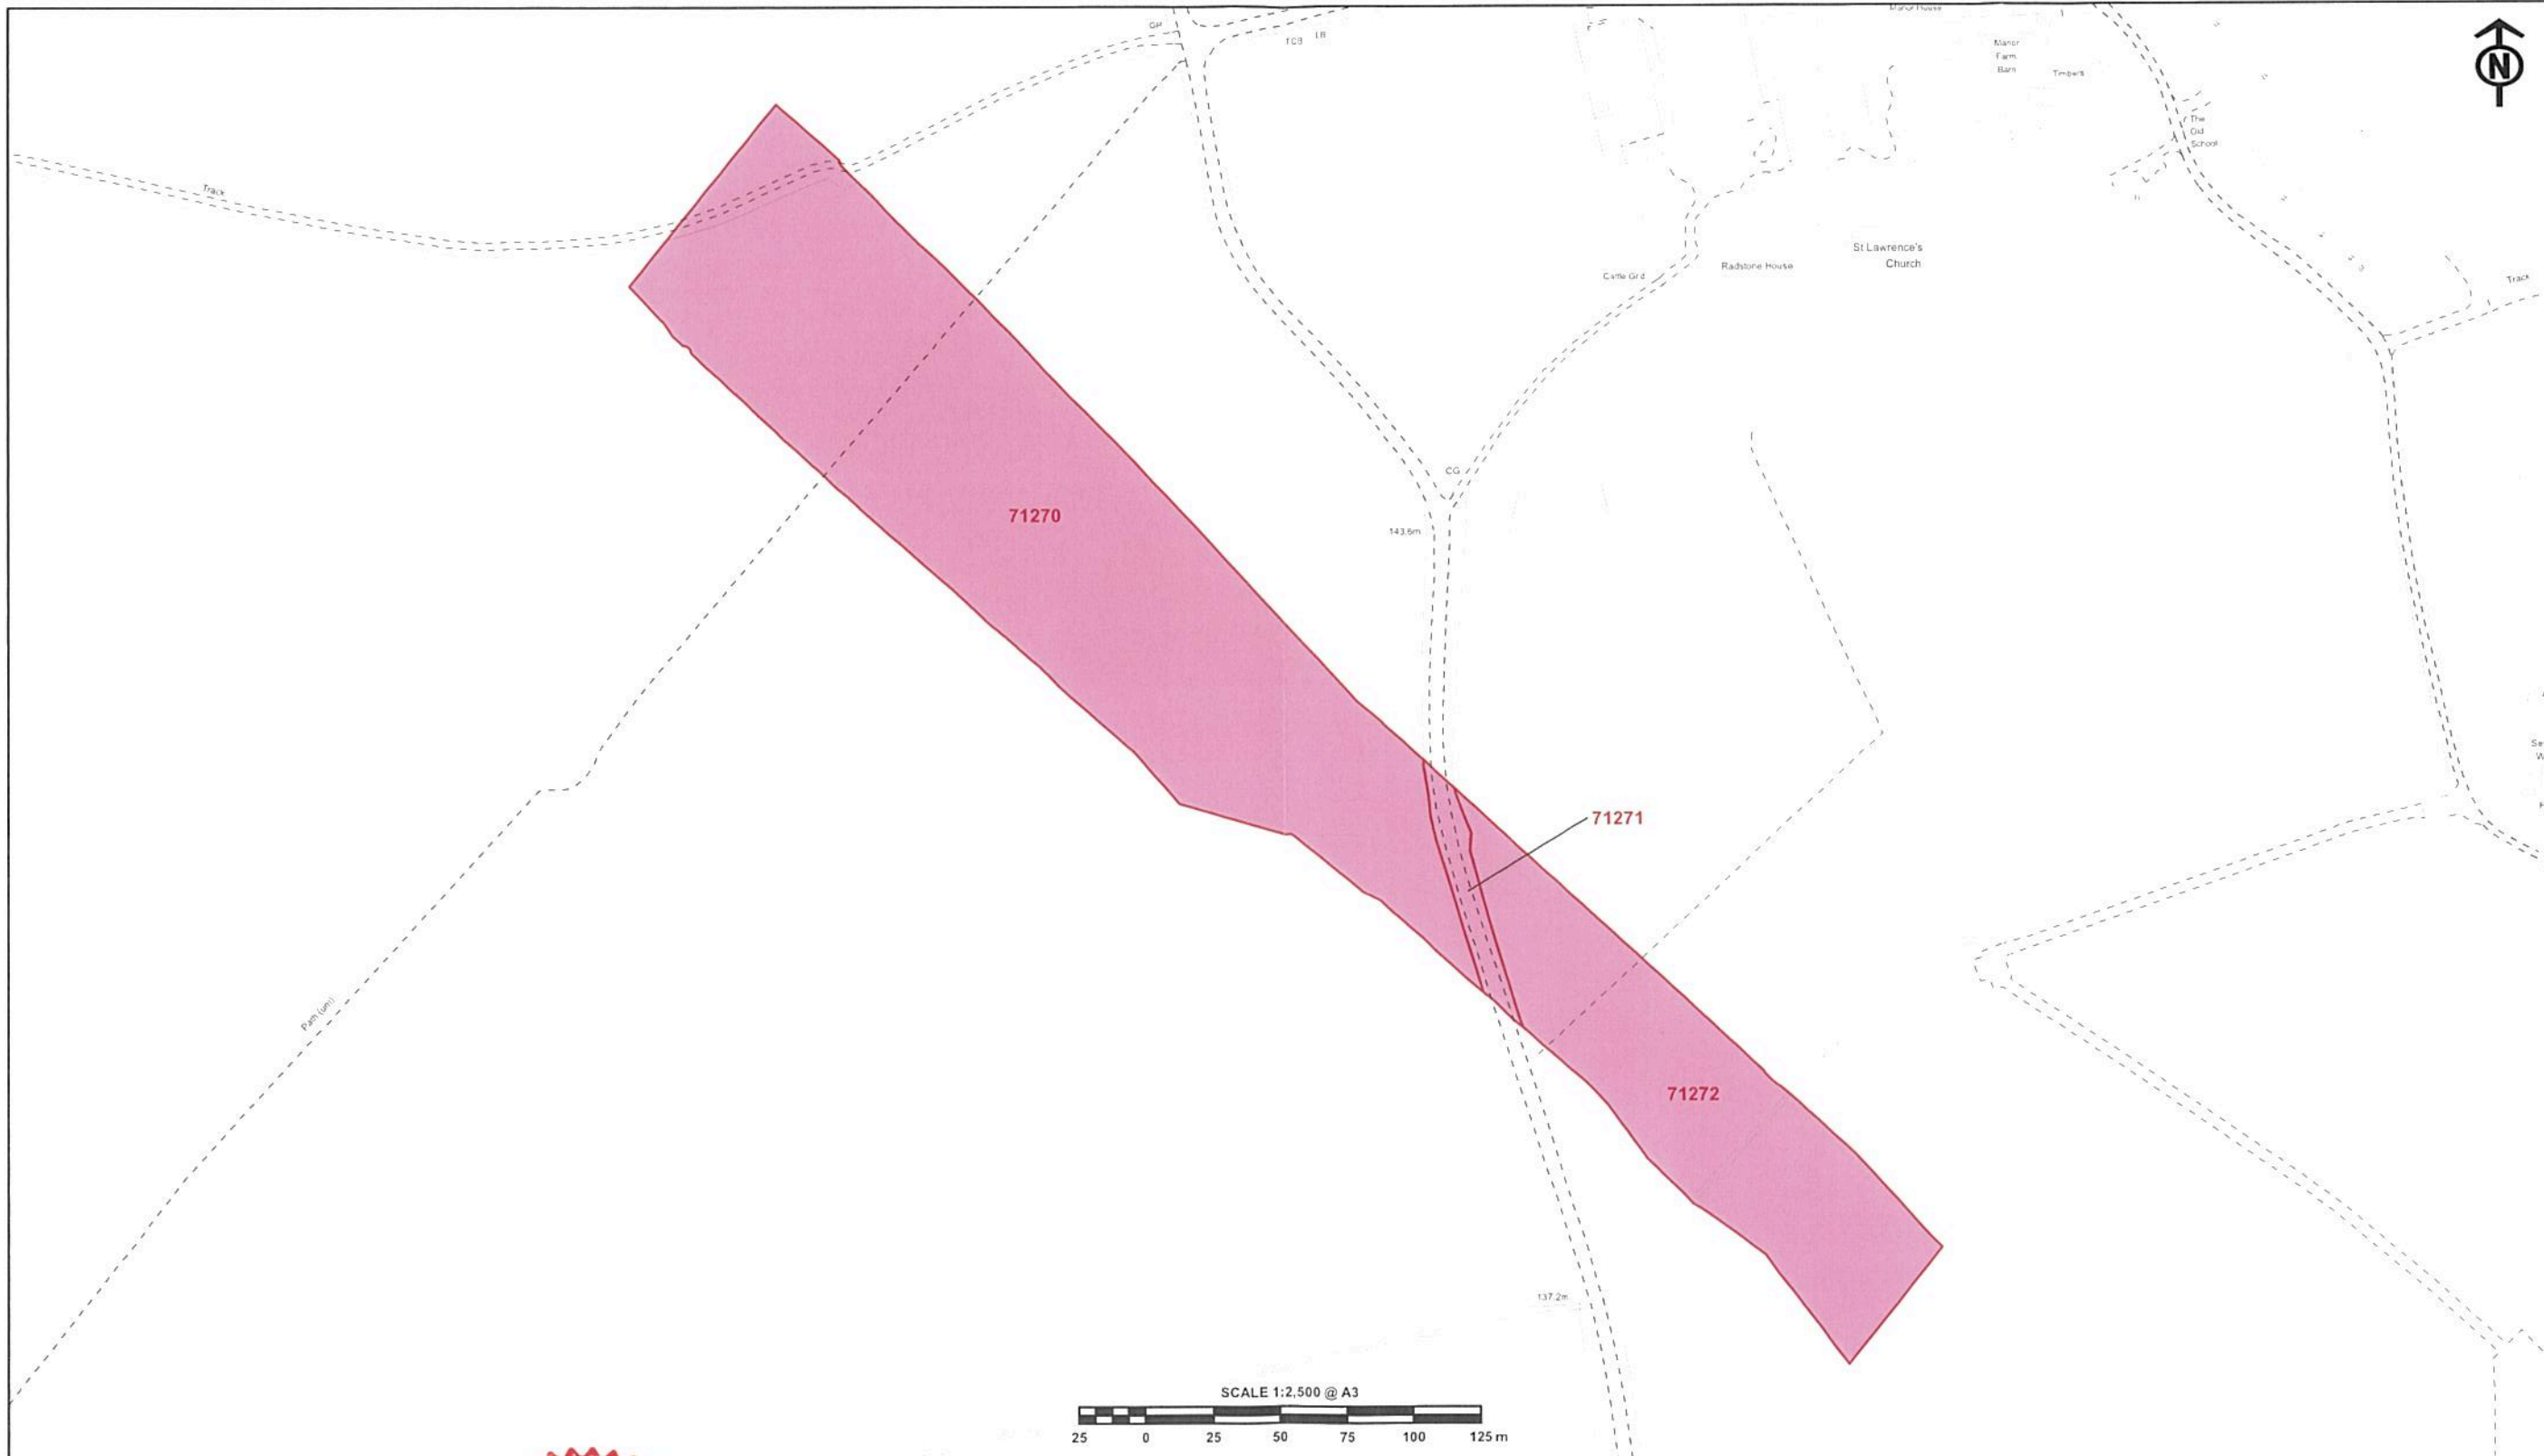 Manor House
GP
TCB
LB
Manor
Farm
Barn
Timbers
N
The
Old
School
Track
St Lawrence's
Church
Radstone House
Cattle Grid
Track
CG
71270
143.6m
71271
Path (um)
71272
137.2m
SCALE 1:2,500 @ A3
25 0 25 50 75 100 125 m